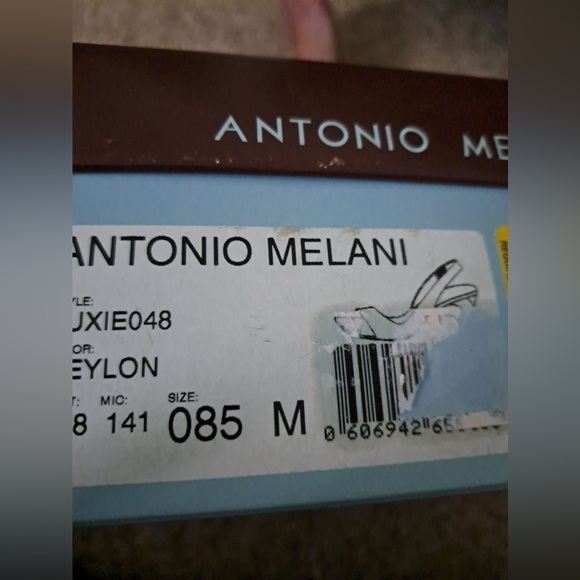 ANTONIO ME
ANTONIO MELANI
YLE:
UXIE048
OR:
EYLON
T: MIC: SIZE:
8 141 085 M
0 606942 65